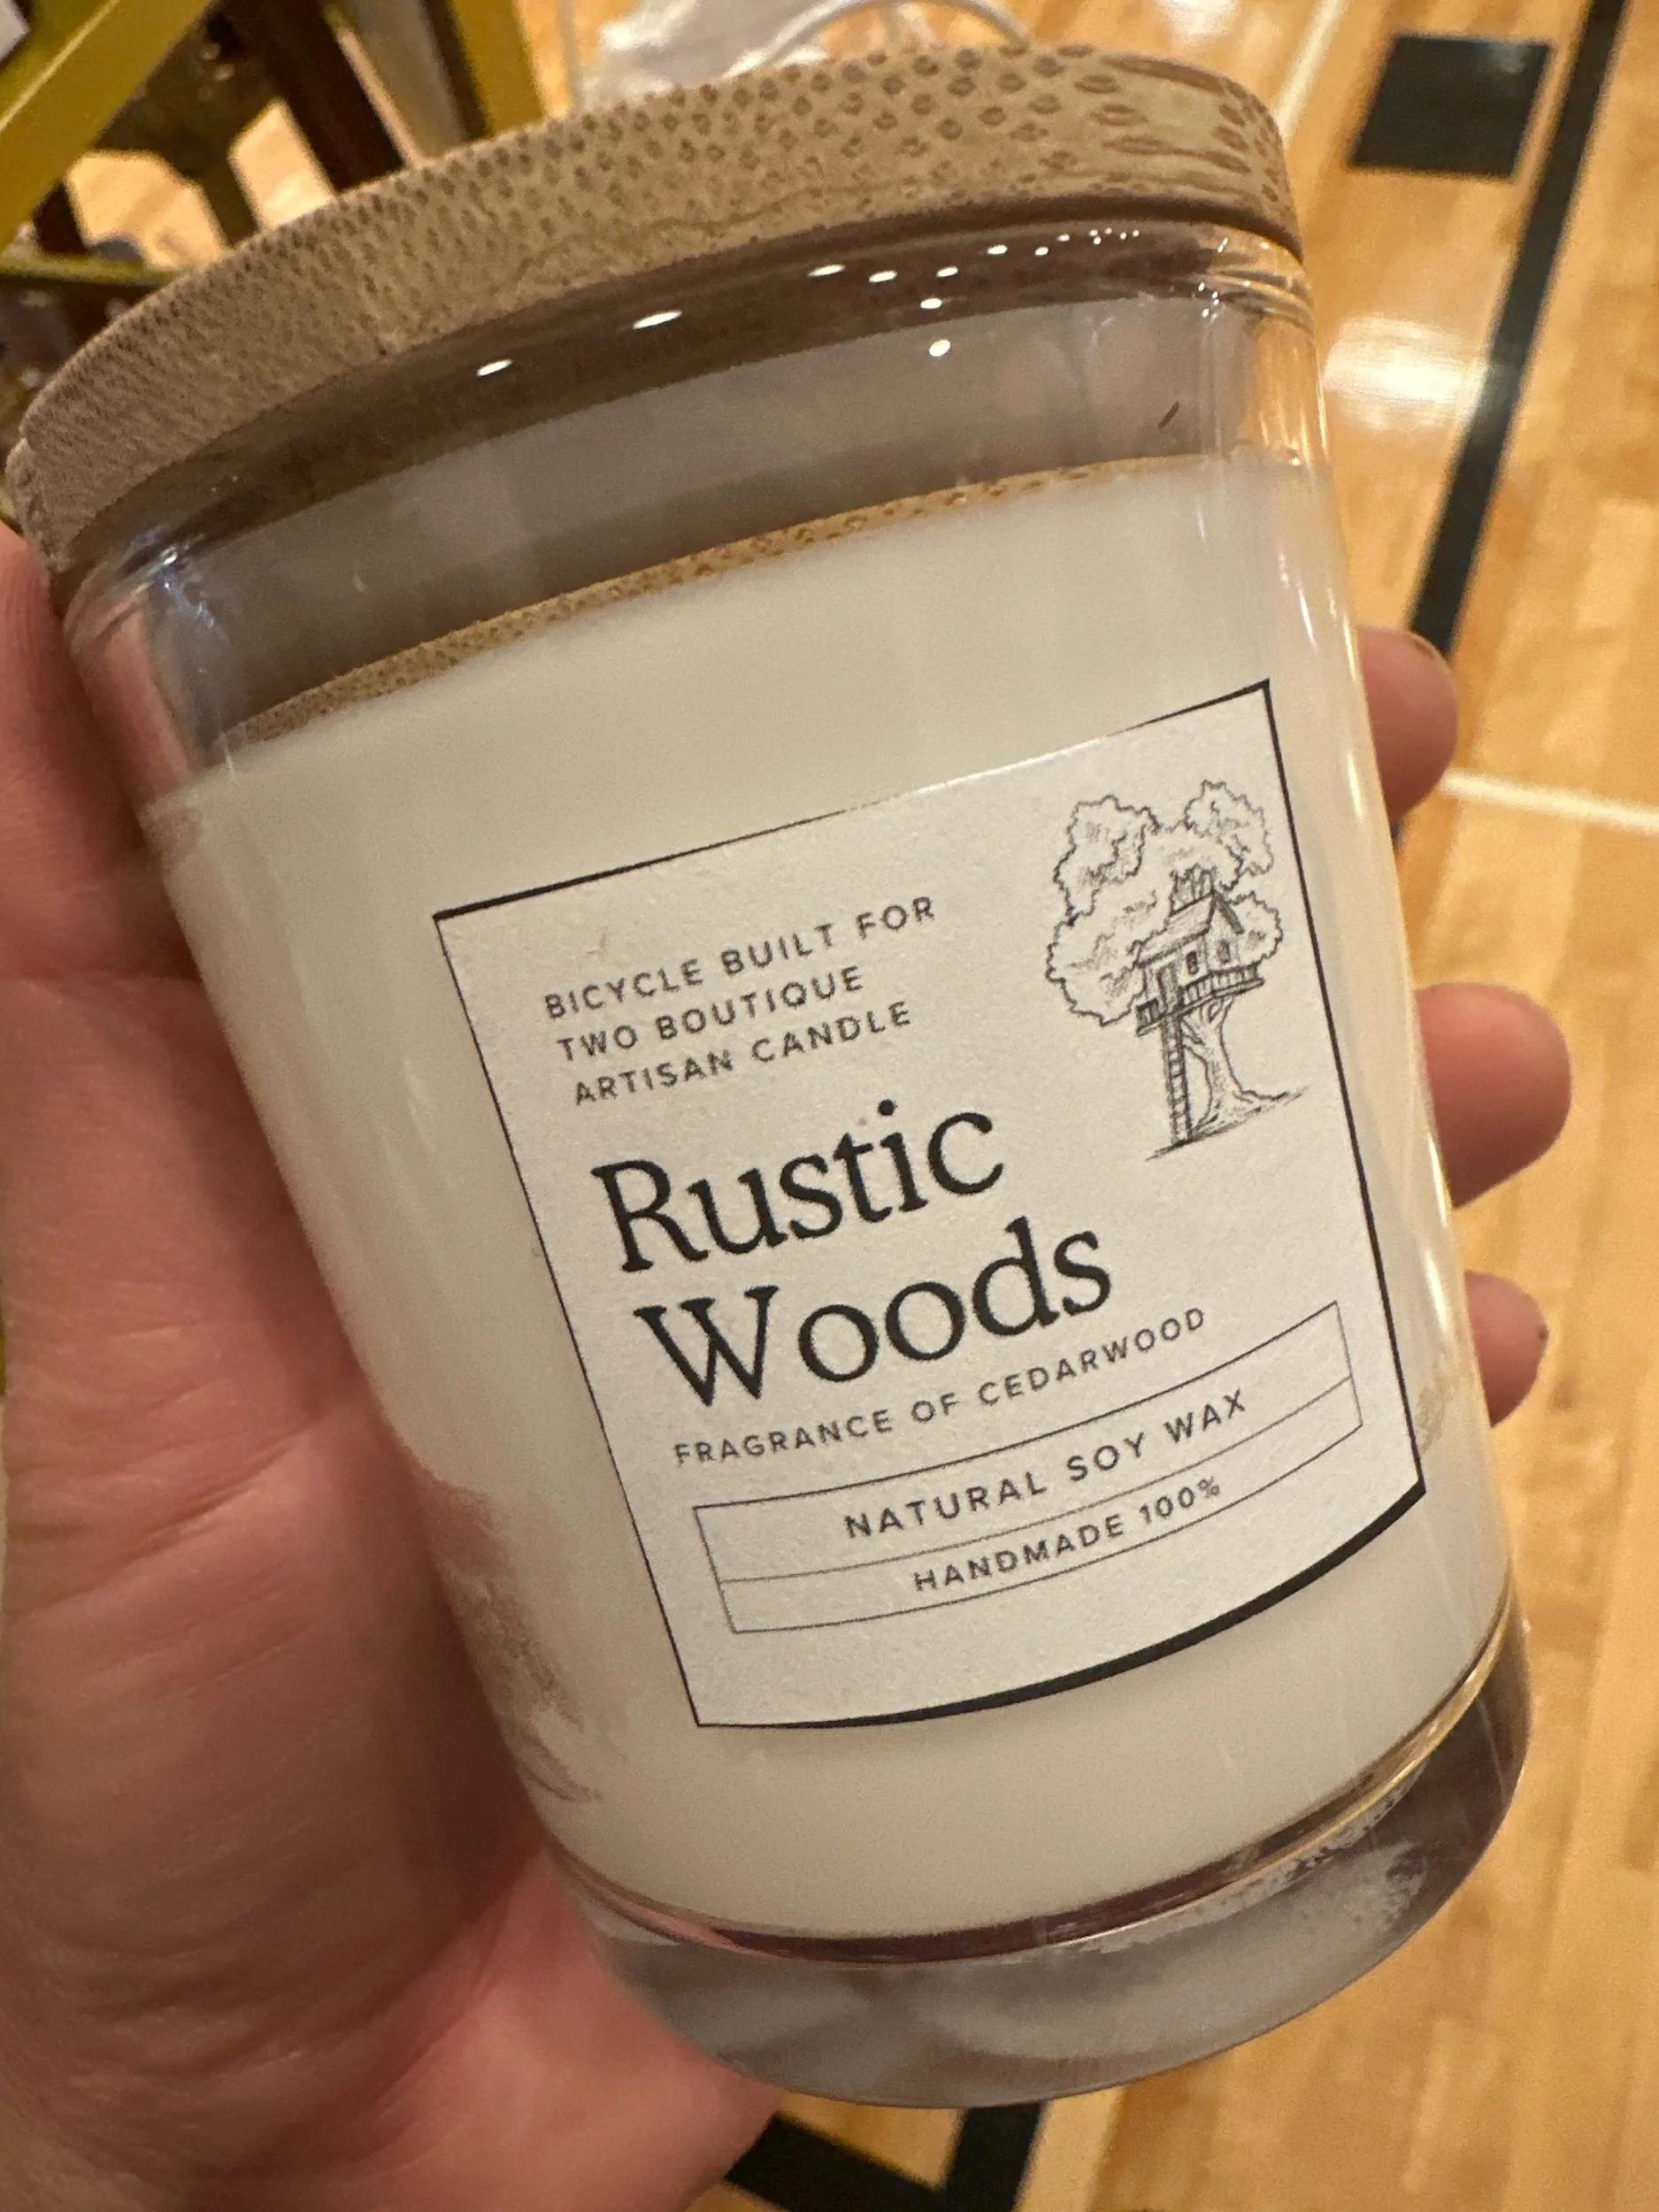 BICYCLE BUILT FOR
TWO BOUTIQUE
ARTISAN CANDLE
Rustic
Woods
FRAGRANCE OF CEDARWOOD
NATURAL SOY WAX
HANDMADE 100%